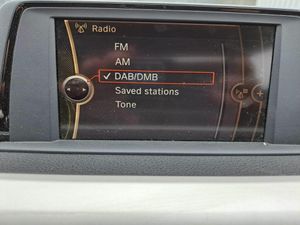 Radio
FM
AM
✓ DAB/DMB
Saved stations
Tone